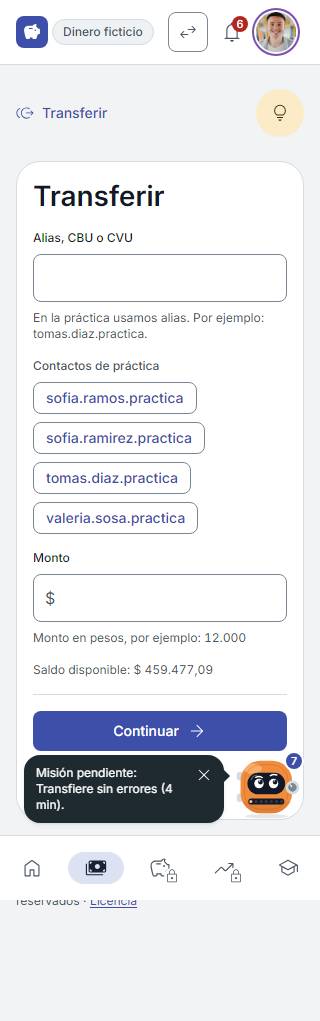 Dinero ficticio
6
Transferir
Transferir
Alias, CBU o CVU
En la práctica usamos alias. Por ejemplo:
tomas.diaz.practica.
Contactos de práctica
sofia.ramos.practica
sofia.ramirez.practica
tomas.diaz.practica
valeria.sosa.practica
Monto
$
Monto en pesos, por ejemplo: 12.000
Saldo disponible: $ 459.477,09
Continuar
Misión pendiente:
Transfiere sin errores (4
min).
7
reservados · Licencia